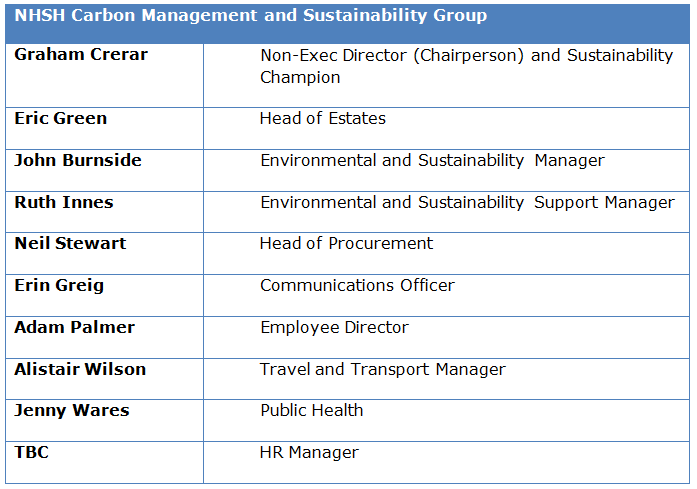 NHSH Carbon Management and Sustainability Group
Graham Crerar Non-Exec Director (Chairperson) and Sustainability
Champion
Eric Green Head of Estates
John Burnside Environmental and Sustainability Manager
Ruth Innes Environmental and Sustainability Support Manager
Neil Stewart Head of Procurement
Erin Greig Communications Officer
Adam Palmer Employee Director
Alistair Wilson Travel and Transport Manager
Jenny Wares Public Health
TBC HR Manager